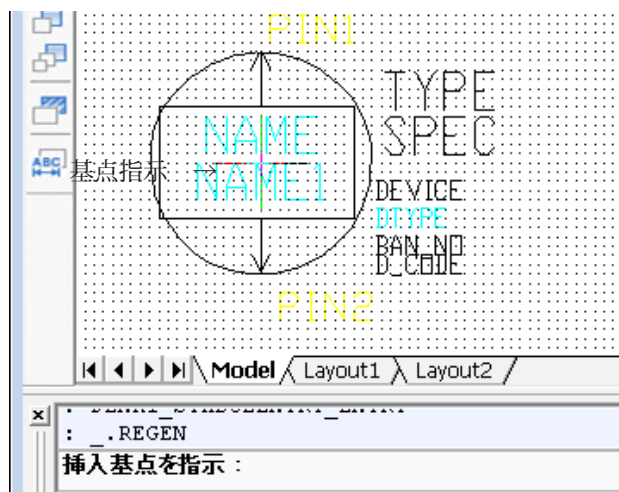 PIN1
TYPE
SPEC
NAME
ABC
基点指示 →
NAME1
DEVICE
DTYPE
BAN_NO
D_CODE
PIN2
Model Layout1 Layout2
: _.REGEN
挿入基点を指示: